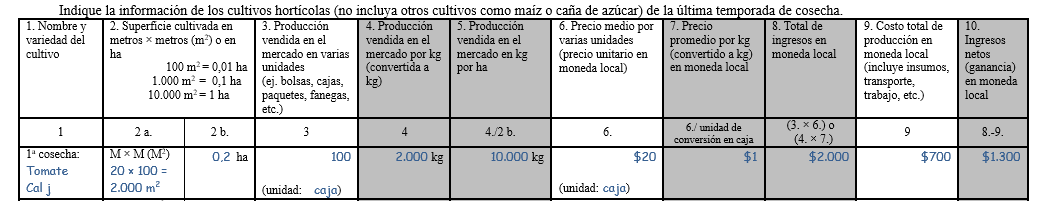 Indique la información de los cultivos hortícolas (no incluya otros cultivos como maíz o caña de azúcar) de la última temporada de cosecha.
1. Nombre y
variedad del
cultivo
2. Superficie cultivada en
metros × metros (m²) o en
ha
100 m² = 0,01 ha
1.000 m² = 0,1 ha
10.000 m² = 1 ha
3. Producción
vendida en el
mercado en varias
unidades
(ej. bolsas, cajas,
paquetes, fanegas,
etc.)
4. Producción
vendida en el
mercado por kg
(convertida a
kg)
5. Producción
vendida en el
mercado en kg
por ha
6. Precio medio por
varias unidades
(precio unitario en
moneda local)
7. Precio
promedio por kg
(convertido a kg)
en moneda local
8. Total de
ingresos en
moneda local
9. Costo total de
producción en
moneda local
(incluye insumos,
transporte,
trabajo, etc.)
10.
Ingresos
netos
(ganancia)
en moneda
local
1
2 a.
2 b.
3
4
4./2 b.
6.
6./ unidad de
conversión en caja
(3. × 6.) o
(4. × 7.)
9
8.-9.
1ª cosecha:
Tomate
Cal j
M × M (M²)
20 × 100 =
2.000 m²
0,2 ha
100
(unidad: caja)
2.000 kg
10.000 kg
$20
(unidad: caja)
$1
$2.000
$700
$1.300